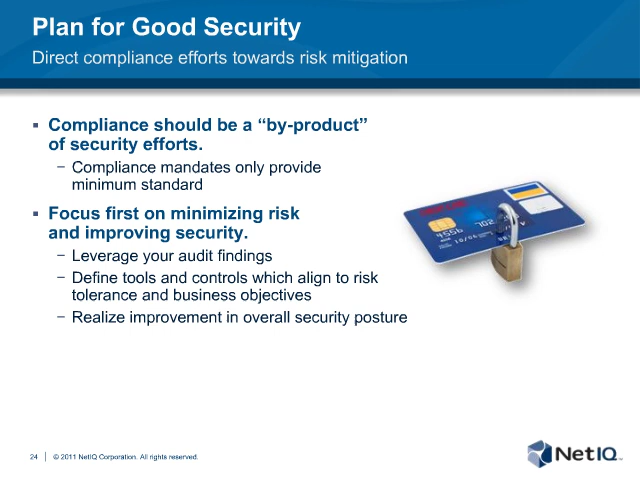 Plan for Good Security
Direct compliance efforts towards risk mitigation
▪ Compliance should be a “by-product”
of security efforts.
− Compliance mandates only provide
minimum standard
▪ Focus first on minimizing risk
and improving security.
− Leverage your audit findings
− Define tools and controls which align to risk
tolerance and business objectives
− Realize improvement in overall security posture
24 | © 2011 NetIQ Corporation. All rights reserved.
NetIQ